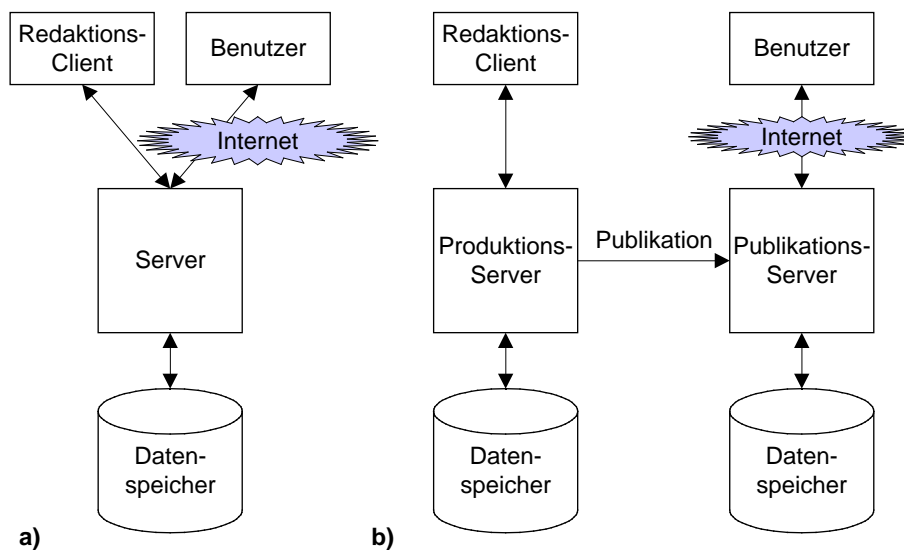 Redaktions-
Client
Benutzer
Internet
Server
Daten-
speicher
a)
Redaktions-
Client
Benutzer
Internet
Produktions-
Server
Publikation
Publikations-
Server
Daten-
speicher
Daten-
speicher
b)